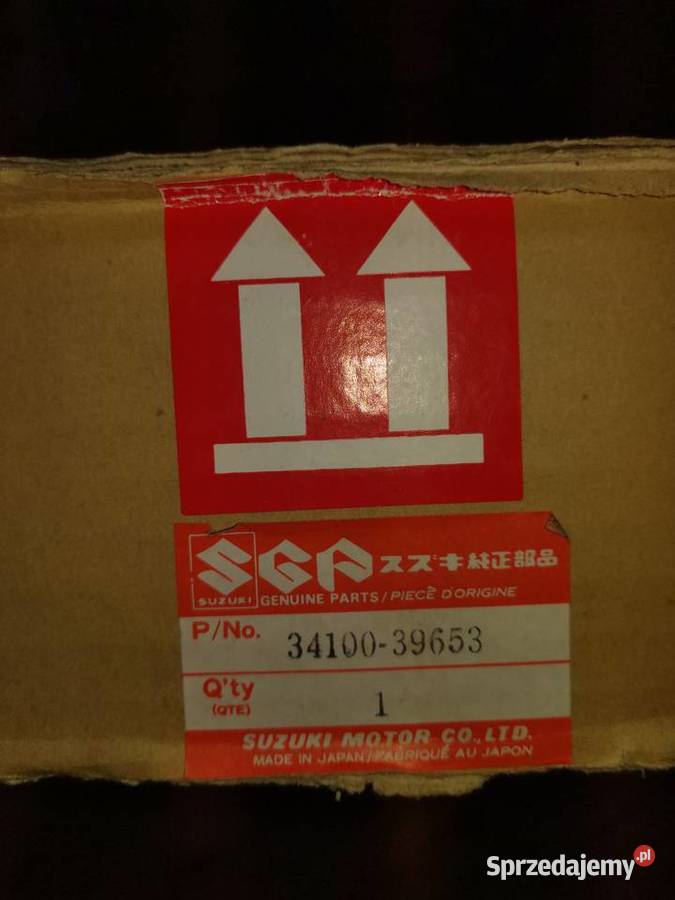 SGP スズキ純正部品
SUZUKI GENUINE PARTS / PIECE D'ORIGINE
P/No. 34100-39653
Q'ty
(QTE) 1
SUZUKI MOTOR CO.,LTD.
MADE IN JAPAN/FABRIQUÉ AU JAPON
Sprzedajemy.pl